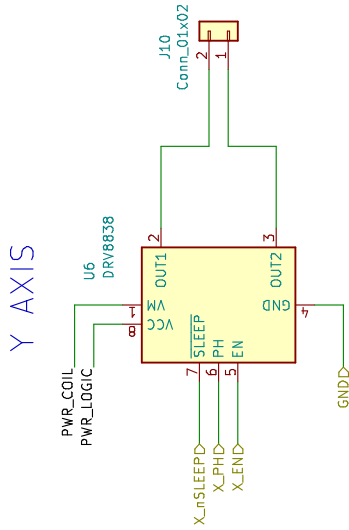 Y AXIS
J10
Conn_01x02
2
1
U6
DRV8838
2
3
OUT1
OUT2
1
VM
8
VCC
GND
4
SLEEP
PH
EN
7
6
5
PWR_COIL
PWR_LOGIC
X_nSLEEP
X_PH
X_EN
GND